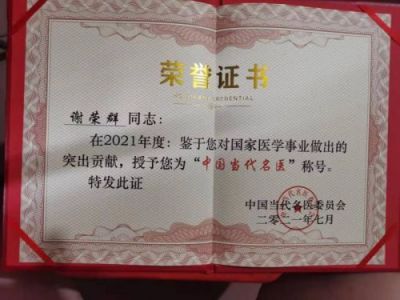 荣誉证书
谢荣群 同志：
在2021年度：鉴于您对国家医学事业做出的
突出贡献，授予您为“中国当代名医”称号。
特发此证
中国当代名医委员会
二〇二一年七月